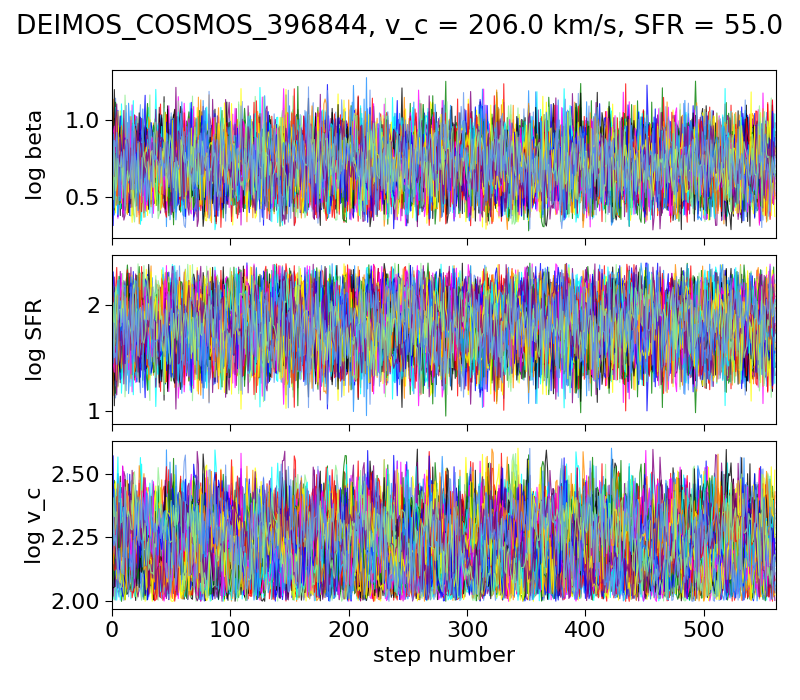 DEIMOS_COSMOS_396844, v_c = 206.0 km/s, SFR = 55.0
log beta
1.0
0.5
log SFR
2
1
log v_c
2.50
2.25
2.00
0 100 200 300 400 500
step number